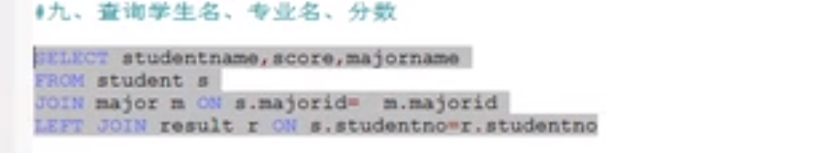 #九、查询学生名、专业名、分数
SELECT studentname,score,majorname
FROM student s
JOIN major m ON s.majorid=  m.majorid
LEFT JOIN result r ON s.studentno=r.studentno